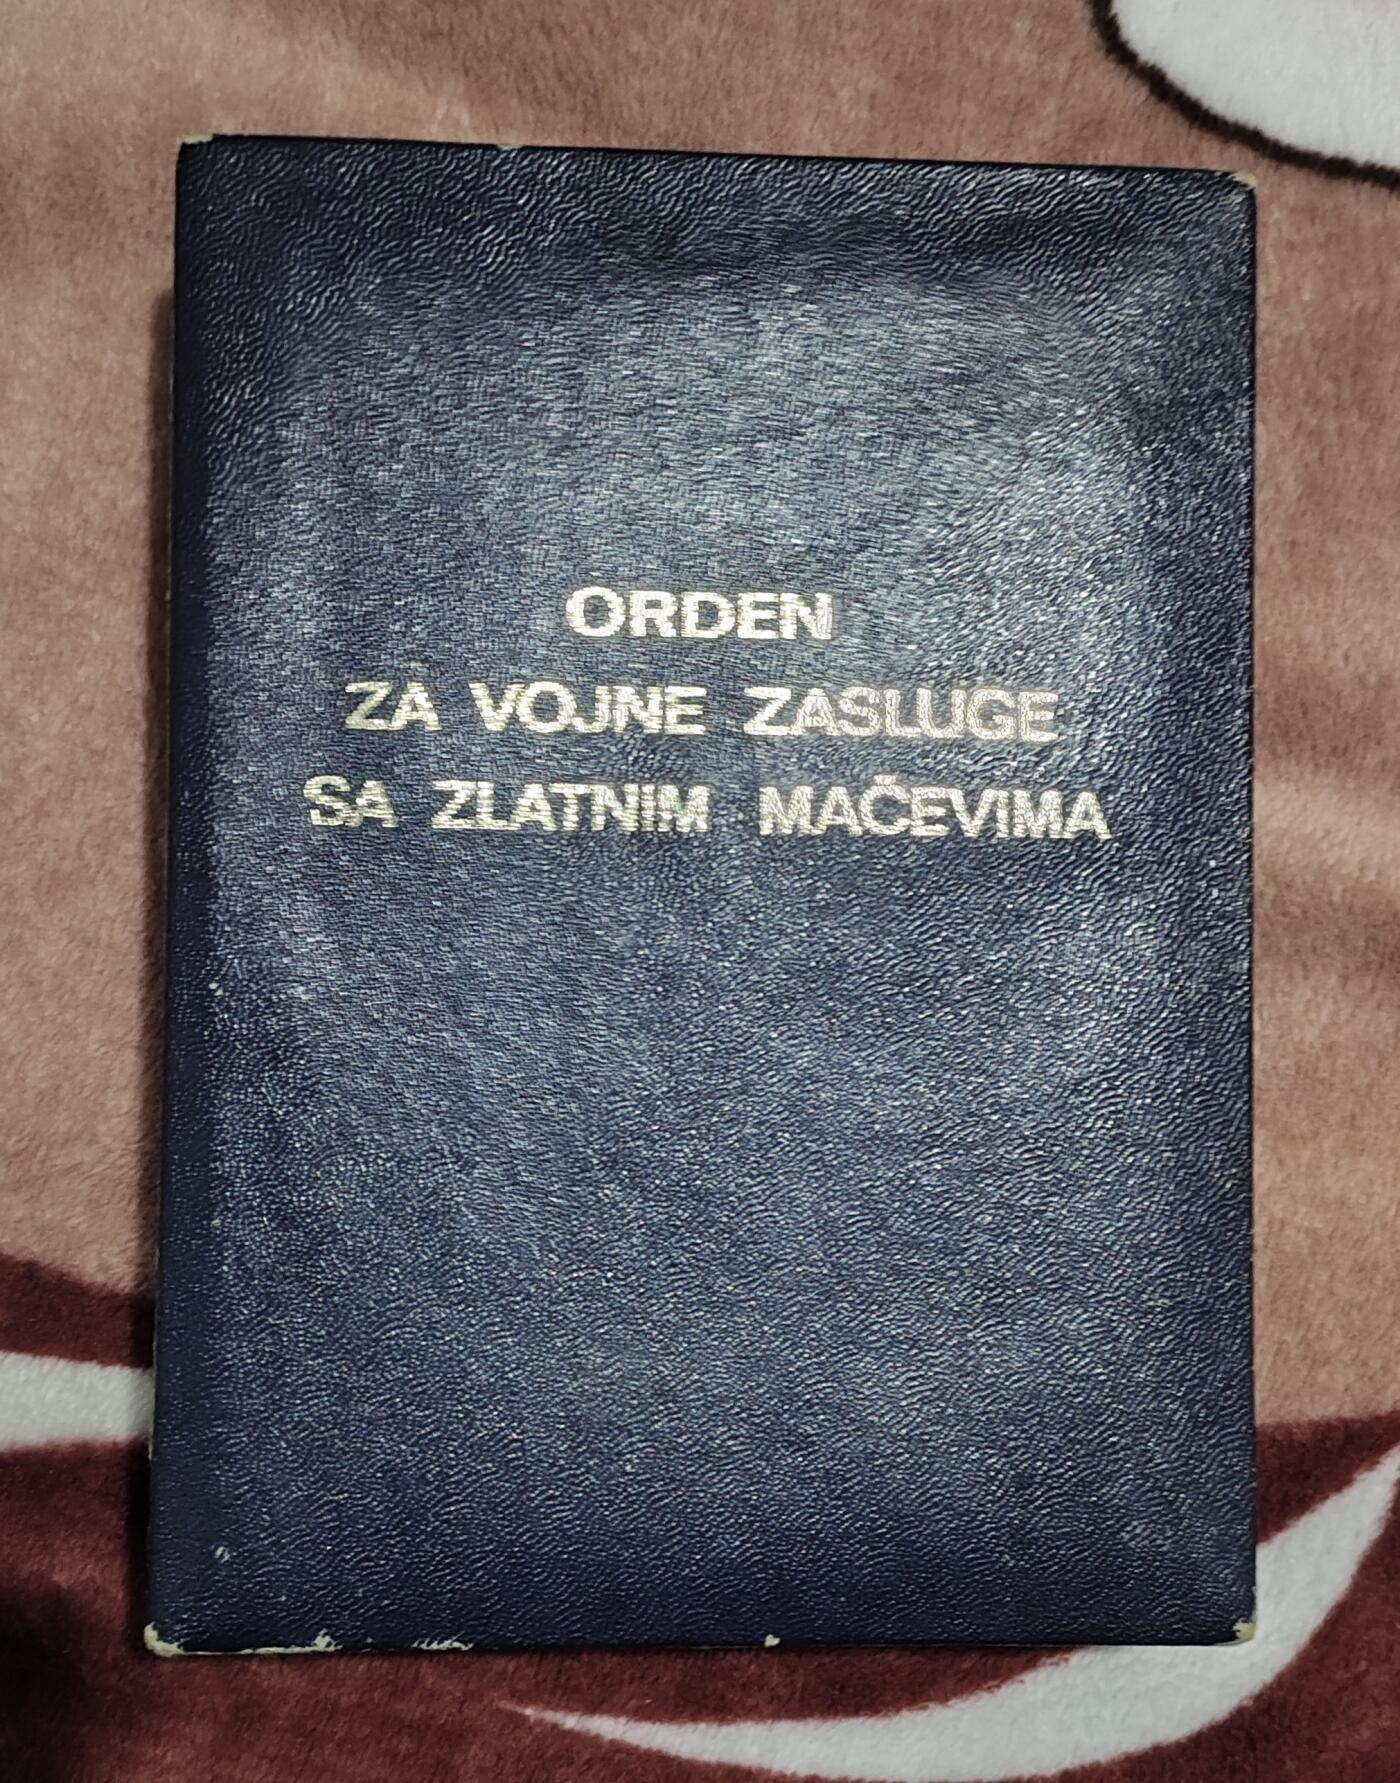 ORDEN
ZA VOJNE ZASLUGE
SA ZLATNIM MAČEVIMA